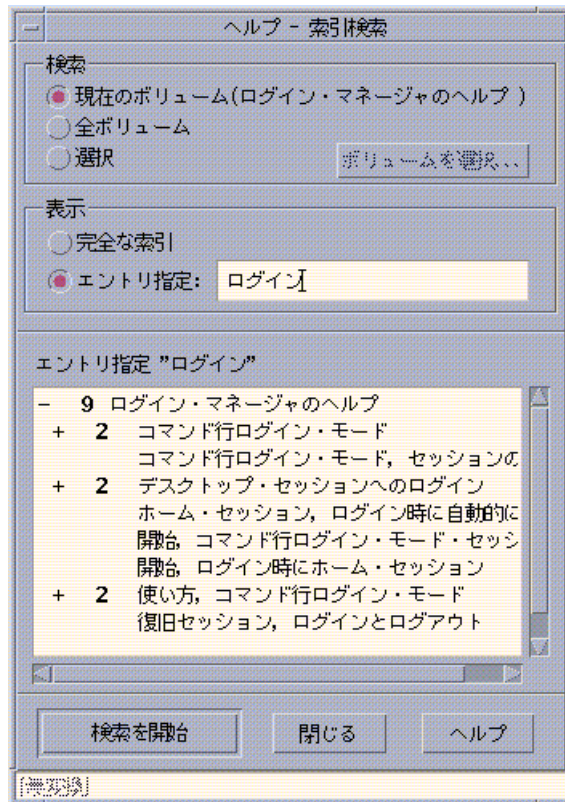 ヘルプ - 索引検索
検索
現在のボリューム(ログイン・マネージャのヘルプ )
全ボリューム
選択
ボリュームを選択...
表示
完全な索引
エントリ指定: ログイン
エントリ指定 "ログイン"
- 9 ログイン・マネージャのヘルプ
+ 2 コマンド行ログイン・モード
コマンド行ログイン・モード, セッションの
+ 2 デスクトップ・セッションへのログイン
ホーム・セッション, ログイン時に自動的に
開始, コマンド行ログイン・モード・セッシ
開始, ログイン時にホーム・セッション
+ 2 使い方, コマンド行ログイン・モード
復旧セッション, ログインとログアウト
検索を開始 閉じる ヘルプ
[無変換]